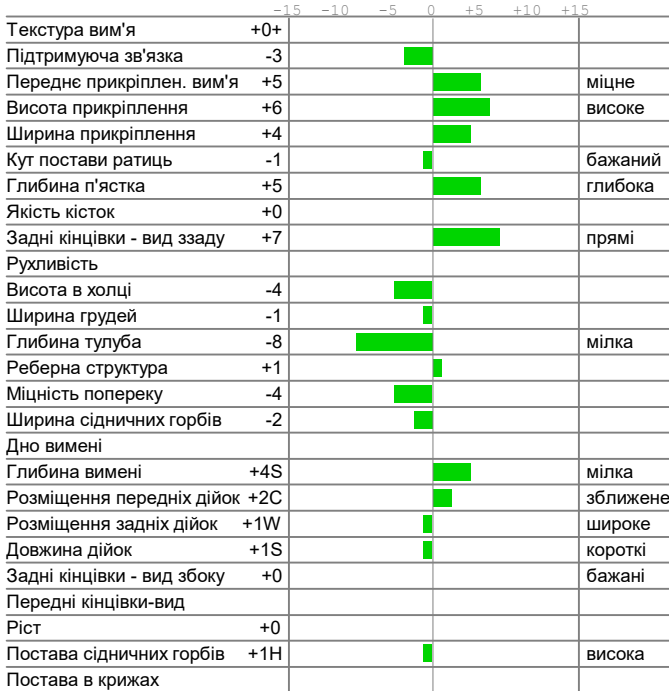 -15 -10 -5 0 +5 +10 +15
Текстура вим'я +0+
Підтримуюча зв'язка -3
Переднє прикріплен. вим'я +5 міцне
Висота прикріплення +6 високе
Ширина прикріплення +4
Кут постави ратиць -1 бажаний
Глибина п'ястка +5 глибока
Якість кісток +0
Задні кінцівки - вид ззаду +7 прямі
Рухливість
Висота в холці -4
Ширина грудей -1
Глибина тулуба -8 мілка
Реберна структура +1
Міцність попереку -4
Ширина сідничних горбів -2
Дно вимені
Глибина вимені +4S мілка
Розміщення передніх дійок +2C зближене
Розміщення задніх дійок +1W широке
Довжина дійок +1S короткі
Задні кінцівки - вид збоку +0 бажані
Передні кінцівки-вид
Ріст +0
Постава сідничних горбів +1H висока
Постава в крижах